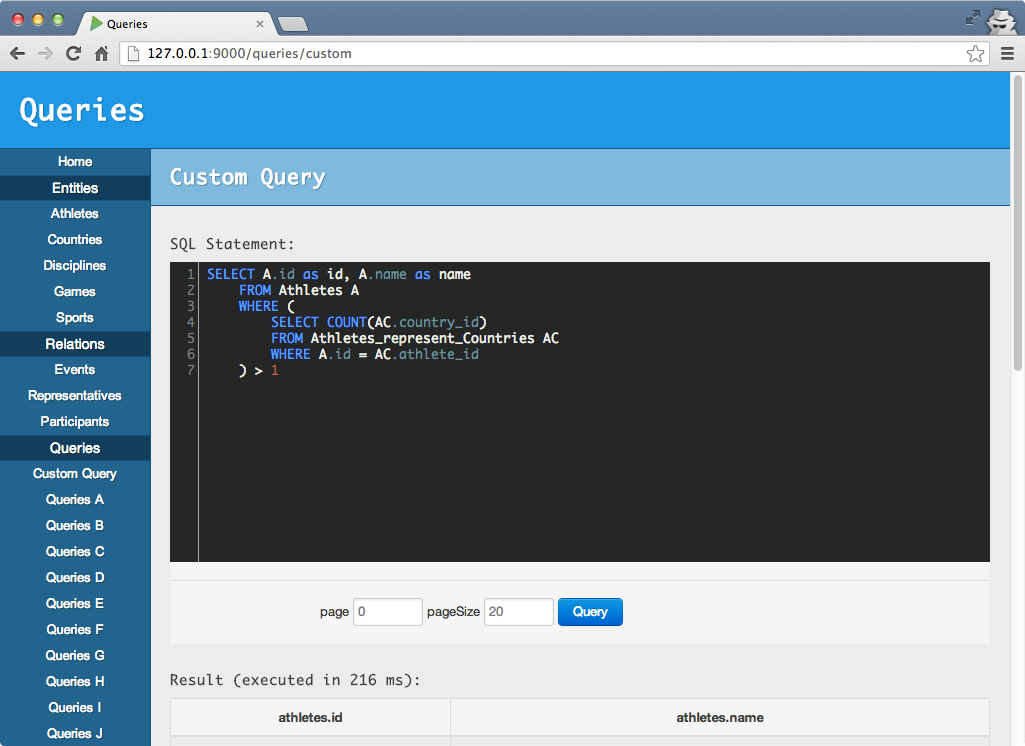 Queries
127.0.0.1:9000/queries/custom
Queries
Home
Entities
Athletes
Countries
Disciplines
Games
Sports
Relations
Events
Representatives
Participants
Queries
Custom Query
Queries A
Queries B
Queries C
Queries D
Queries E
Queries F
Queries G
Queries H
Queries I
Queries J
Custom Query
SQL Statement:
1 SELECT A.id as id, A.name as name
2     FROM Athletes A
3     WHERE (
4         SELECT COUNT(AC.country_id)
5         FROM Athletes_represent_Countries AC
6         WHERE A.id = AC.athlete_id
7     ) > 1
page 0 pageSize 20 Query
Result (executed in 216 ms):
athletes.id athletes.name